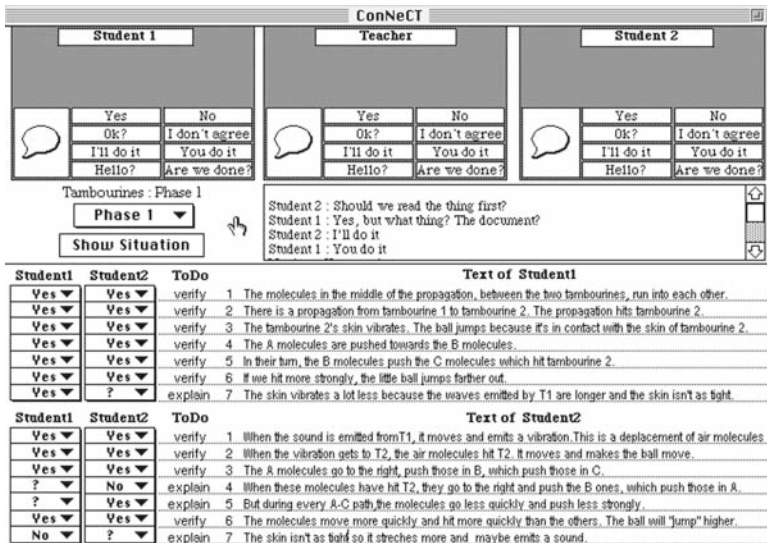 ConNeCT
Student 1 Teacher Student 2
Yes No Yes No Yes No
Ok? I don't agree Ok? I don't agree Ok? I don't agree
I'll do it You do it I'll do it You do it I'll do it You do it
Hello? Are we done? Hello? Are we done? Hello? Are we done?
Tambourines : Phase 1
Phase 1
Show Situation
Student 2 : Should we read the thing first?
Student 1 : Yes, but what thing? The document?
Student 2 : I'll do it
Student 1 : You do it
Student1 Student2 ToDo Text of Student1
Yes Yes verify 1 The molecules in the middle of the propagation, between the two tambourines, run into each other.
Yes Yes verify 2 There is a propagation from tambourine 1 to tambourine 2. The propagation hits tambourine 2.
Yes Yes verify 3 The tambourine 2's skin vibrates. The ball jumps because it's in contact with the skin of tambourine 2.
Yes Yes verify 4 The A molecules are pushed towards the B molecules.
Yes Yes verify 5 In their turn, the B molecules push the C molecules which hit tambourine 2.
Yes Yes verify 6 If we hit more strongly, the little ball jumps farther out.
Yes ? explain 7 The skin vibrates a lot less because the waves emitted by T1 are longer and the skin isn't as tight.
Student1 Student2 ToDo Text of Student2
Yes Yes verify 1 When the sound is emitted fromT1, it moves and emits a vibration.This is a deplacement of air molecules
Yes Yes verify 2 When the vibration gets to T2, the air molecules hit T2. It moves and makes the ball move.
Yes Yes verify 3 The A molecules go to the right, push those in B, which push those in C.
? No explain 4 When these molecules have hit T2, they go to the right and push the B ones, which push those in A.
? Yes explain 5 But during every A-C path,the molecules go less quickly and push less strongly.
Yes Yes verify 6 The molecules move more quickly and hit more quickly than the others. The ball will "jump" higher.
No ? explain 7 The skin isn't as tight so it streches more and maybe emits a sound.